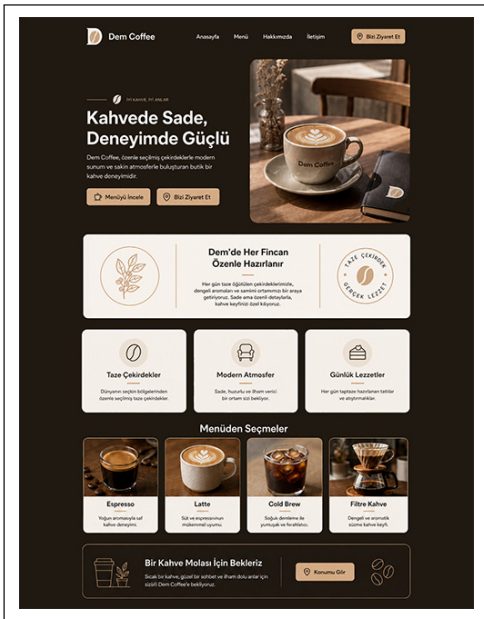 Dem Coffee
Anasayfa Menü Hakkımızda İletişim Bizi Ziyaret Et
İYİ KAHVE, İYİ ANLAR.
Kahvede Sade,
Deneyimde Güçlü
Dem Coffee, özenle seçilmiş çekirdeklerle modern
sunum ve sakin atmosferle buluşturan butik bir
kahve deneyimidir.
Menüyü İncele Bizi Ziyaret Et
Dem Coffee
Dem'de Her Fincan
Özenle Hazırlanır
Her gün taze öğütülen çekirdeklerimizle,
dengeli aromaları ve samimi ortamımızı bir araya
getiriyoruz. Sade ama özenli detaylarla,
kahve keyfinizi özel kılıyoruz.
TAZE ÇEKİRDEK
GERÇEK LEZZET
Taze Çekirdekler
Dünyanın seçkin bölgelerinden
özenle seçilmiş taze çekirdekler.
Modern Atmosfer
Sade, huzurlu ve ilham verici
bir ortam sizi bekliyor.
Günlük Lezzetler
Her gün taptaze hazırlanan tatlılar
ve atıştırmalıklar.
Menüden Seçmeler
Espresso
Yoğun aromasıyla saf
kahve deneyimi.
Latte
Süt ve espressonun
mükemmel uyumu.
Cold Brew
Soğuk demleme ile
yumuşak ve ferahlatıcı.
Filtre Kahve
Dengeli ve aromatik
süzme kahve keyfi.
Bir Kahve Molası İçin Bekleriz
Sıcak bir kahve, güzel bir sohbet ve ilham dolu anlar için
sizi Dem Coffee'e bekliyoruz.
Konumu Gör